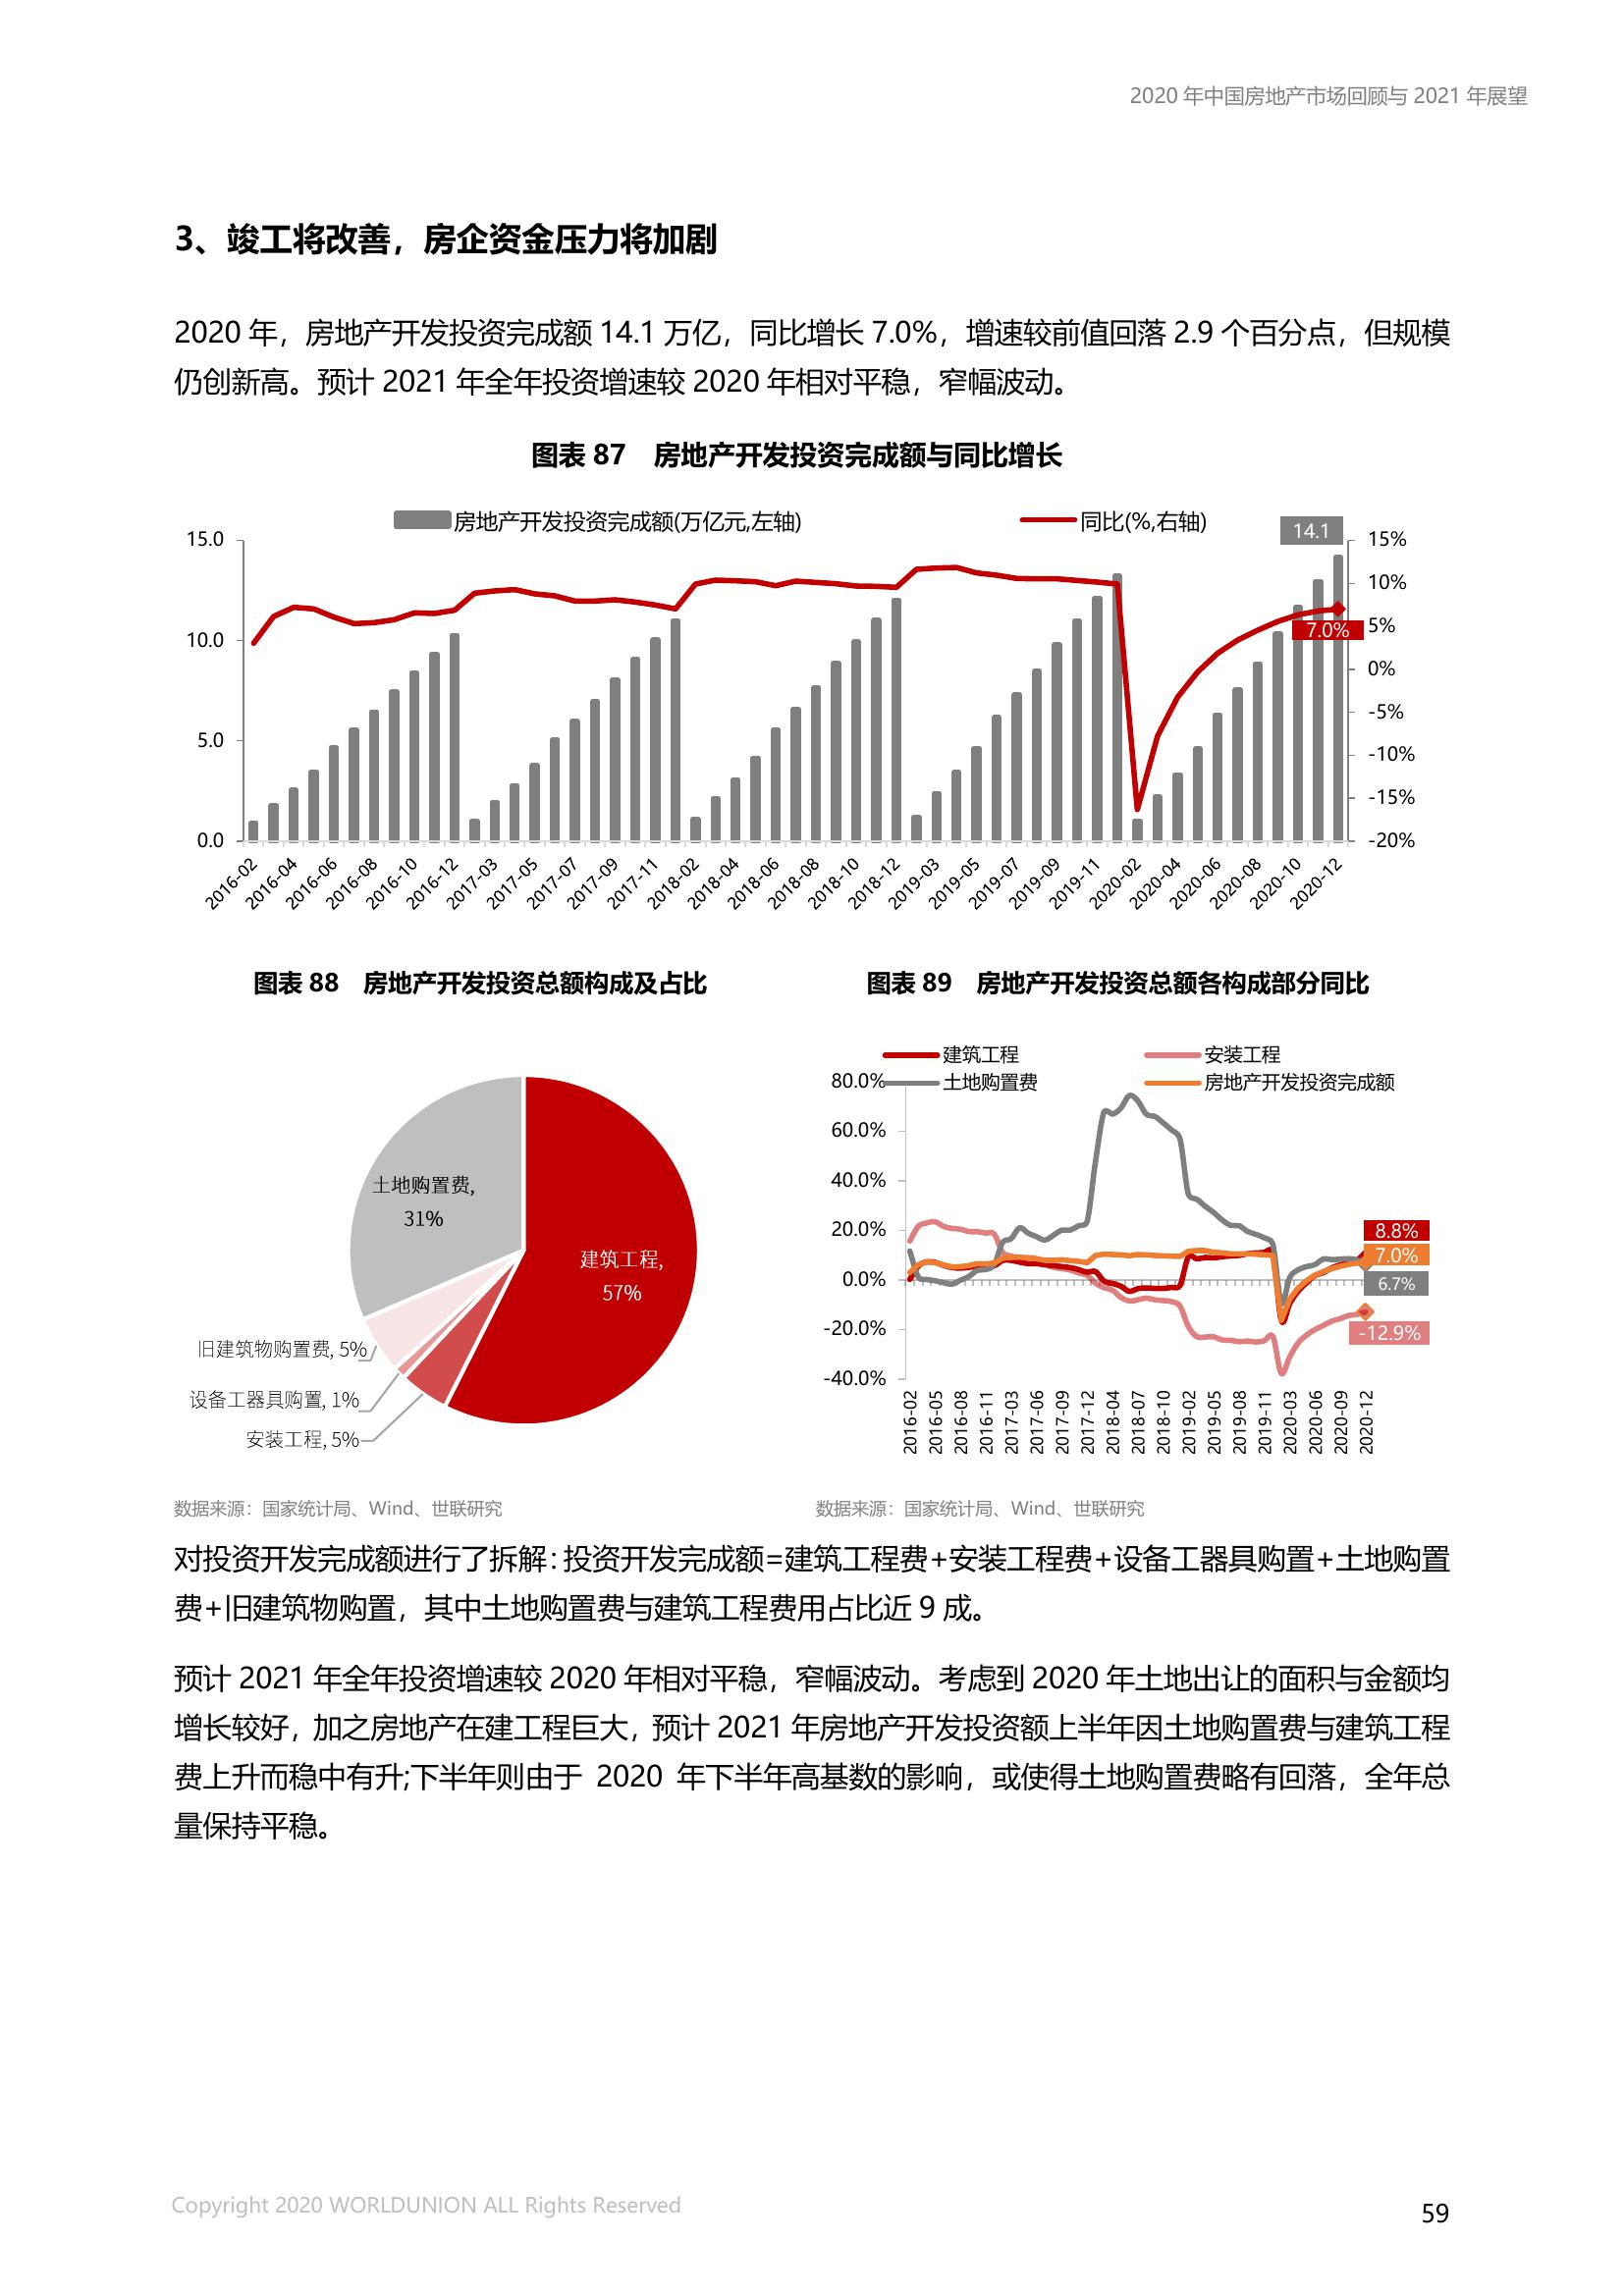 2020 年中国房地产市场回顾与 2021 年展望
3、竣工将改善，房企资金压力将加剧
2020 年，房地产开发投资完成额 14.1 万亿，同比增长 7.0%，增速较前值回落 2.9 个百分点，但规模
仍创新高。预计 2021 年全年投资增速较 2020 年相对平稳，窄幅波动。
图表 87　房地产开发投资完成额与同比增长
房地产开发投资完成额(万亿元,左轴)
同比(%,右轴)
14.1
15.0
10.0
5.0
0.0
15%
10%
5%
0%
-5%
-10%
-15%
-20%
7.0%
2016-02 2016-04 2016-06 2016-08 2016-10 2016-12 2017-03 2017-05 2017-07 2017-09 2017-11 2018-02 2018-04 2018-06 2018-08 2018-10 2018-12 2019-03 2019-05 2019-07 2019-09 2019-11 2020-02 2020-04 2020-06 2020-08 2020-10 2020-12
图表 88　房地产开发投资总额构成及占比
土地购置费,
31%
建筑工程,
57%
旧建筑物购置费, 5%
设备工器具购置, 1%
安装工程, 5%
图表 89　房地产开发投资总额各构成部分同比
建筑工程
安装工程
土地购置费
房地产开发投资完成额
80.0%
60.0%
40.0%
20.0%
0.0%
-20.0%
-40.0%
8.8%
7.0%
6.7%
-12.9%
2016-02 2016-05 2016-08 2016-11 2017-03 2017-06 2017-09 2017-12 2018-04 2018-07 2018-10 2019-02 2019-05 2019-08 2019-11 2020-03 2020-06 2020-09 2020-12
数据来源：国家统计局、Wind、世联研究
数据来源：国家统计局、Wind、世联研究
对投资开发完成额进行了拆解：投资开发完成额=建筑工程费+安装工程费+设备工器具购置+土地购置
费+旧建筑物购置，其中土地购置费与建筑工程费用占比近 9 成。
预计 2021 年全年投资增速较 2020 年相对平稳，窄幅波动。考虑到 2020 年土地出让的面积与金额均
增长较好，加之房地产在建工程巨大，预计 2021 年房地产开发投资额上半年因土地购置费与建筑工程
费上升而稳中有升;下半年则由于 2020 年下半年高基数的影响，或使得土地购置费略有回落，全年总
量保持平稳。
Copyright 2020 WORLDUNION ALL Rights Reserved
59